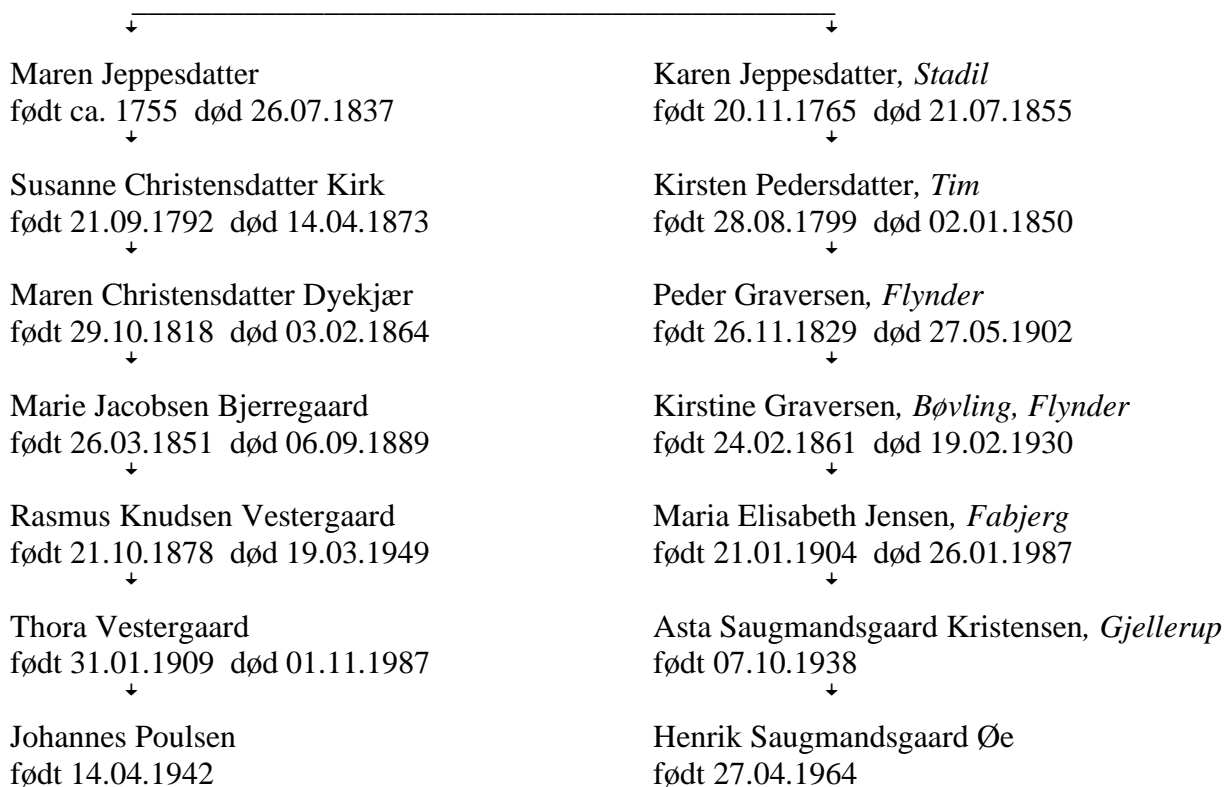 Maren Jeppesdatter
født ca. 1755 død 26.07.1837
Susanne Christensdatter Kirk
født 21.09.1792 død 14.04.1873
Maren Christensdatter Dyekjær
født 29.10.1818 død 03.02.1864
Marie Jacobsen Bjerregaard
født 26.03.1851 død 06.09.1889
Rasmus Knudsen Vestergaard
født 21.10.1878 død 19.03.1949
Thora Vestergaard
født 31.01.1909 død 01.11.1987
Johannes Poulsen
født 14.04.1942
Karen Jeppesdatter, Stadil
født 20.11.1765 død 21.07.1855
Kirsten Pedersdatter, Tim
født 28.08.1799 død 02.01.1850
Peder Graversen, Flynder
født 26.11.1829 død 27.05.1902
Kirstine Graversen, Bøvling, Flynder
født 24.02.1861 død 19.02.1930
Maria Elisabeth Jensen, Fabjerg
født 21.01.1904 død 26.01.1987
Asta Saugmandsgaard Kristensen, Gjellerup
født 07.10.1938
Henrik Saugmandsgaard Øe
født 27.04.1964